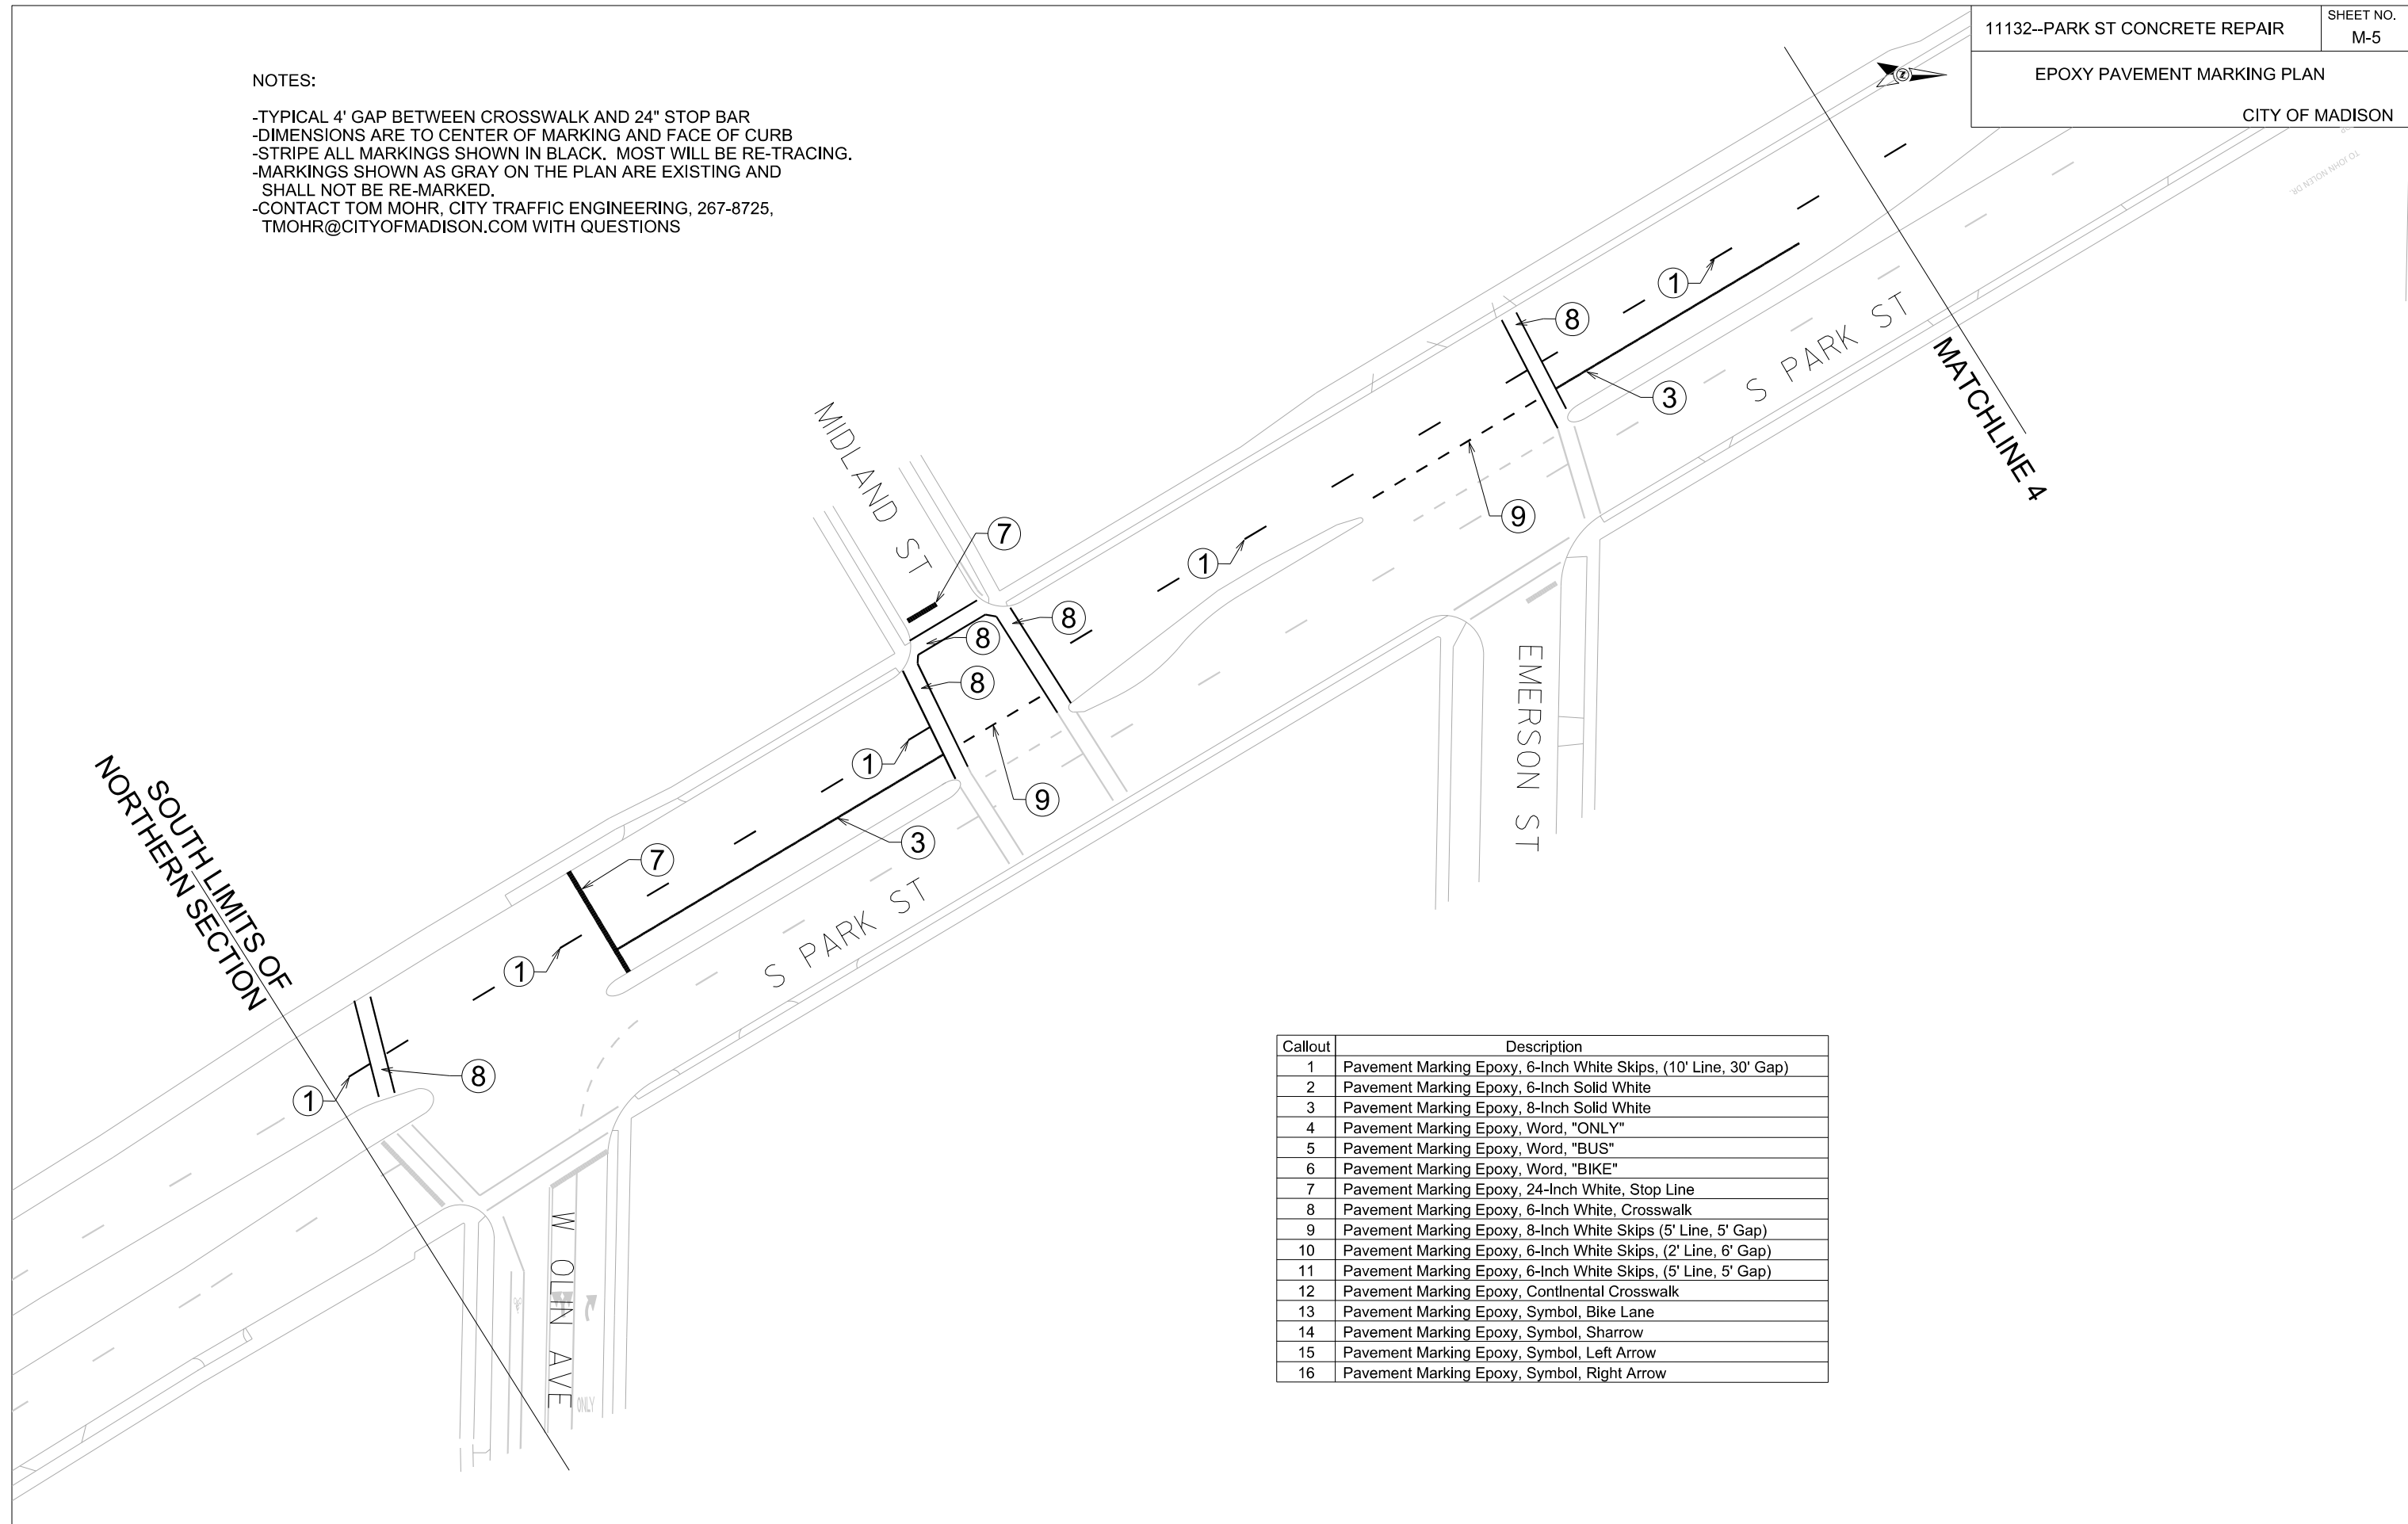 11132--PARK ST CONCRETE REPAIR
SHEET NO.
M-5
EPOXY PAVEMENT MARKING PLAN
CITY OF MADISON
NOTES:
-TYPICAL 4' GAP BETWEEN CROSSWALK AND 24" STOP BAR
-DIMENSIONS ARE TO CENTER OF MARKING AND FACE OF CURB
-STRIPE ALL MARKINGS SHOWN IN BLACK. MOST WILL BE RE-TRACING.
-MARKINGS SHOWN AS GRAY ON THE PLAN ARE EXISTING AND
SHALL NOT BE RE-MARKED.
-CONTACT TOM MOHR, CITY TRAFFIC ENGINEERING, 267-8725,
TMOHR@CITYOFMADISON.COM WITH QUESTIONS
TO JOHN NOLEN DR.
1
8
3
S PARK ST
MATCHLINE 4
MIDLAND ST
7
9
1
8
8
8
EMERSON ST
1
9
3
7
S PARK ST
1
SOUTH LIMITS OF
NORTHERN SECTION
8
1
W OLIN AVE
ONLY
Callout Description
1 Pavement Marking Epoxy, 6-Inch White Skips, (10' Line, 30' Gap)
2 Pavement Marking Epoxy, 6-Inch Solid White
3 Pavement Marking Epoxy, 8-Inch Solid White
4 Pavement Marking Epoxy, Word, "ONLY"
5 Pavement Marking Epoxy, Word, "BUS"
6 Pavement Marking Epoxy, Word, "BIKE"
7 Pavement Marking Epoxy, 24-Inch White, Stop Line
8 Pavement Marking Epoxy, 6-Inch White, Crosswalk
9 Pavement Marking Epoxy, 8-Inch White Skips (5' Line, 5' Gap)
10 Pavement Marking Epoxy, 6-Inch White Skips, (2' Line, 6' Gap)
11 Pavement Marking Epoxy, 6-Inch White Skips, (5' Line, 5' Gap)
12 Pavement Marking Epoxy, Continental Crosswalk
13 Pavement Marking Epoxy, Symbol, Bike Lane
14 Pavement Marking Epoxy, Symbol, Sharrow
15 Pavement Marking Epoxy, Symbol, Left Arrow
16 Pavement Marking Epoxy, Symbol, Right Arrow